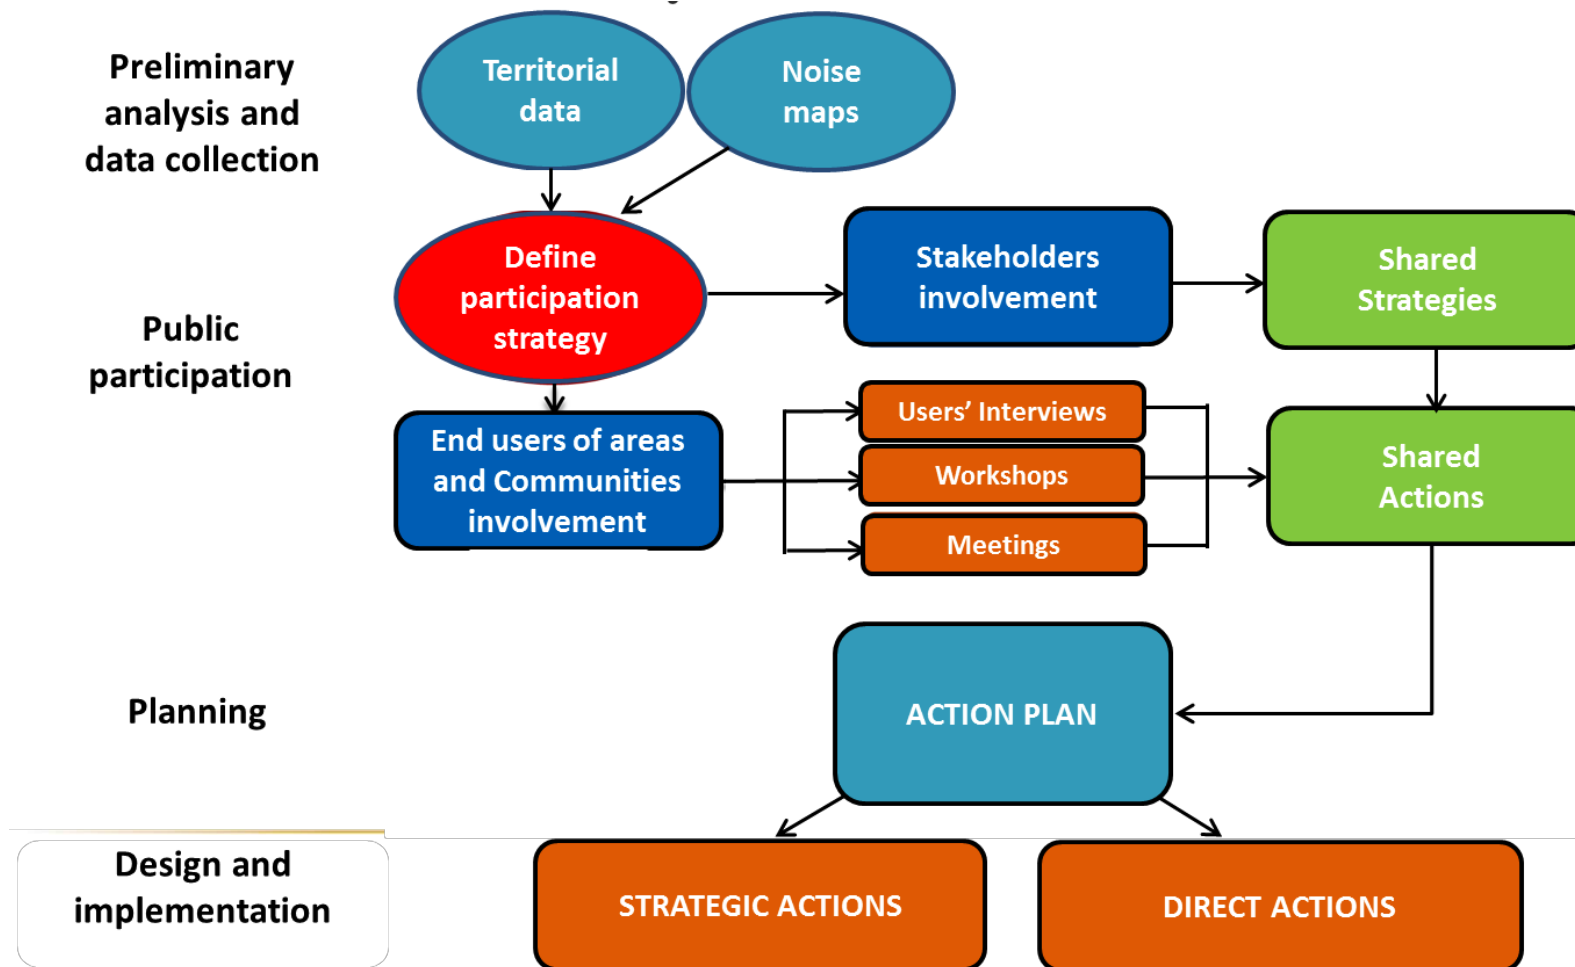 Preliminary
analysis and
data collection
Territorial
data
Noise
maps
Public
participation
Define
participation
strategy
Stakeholders
involvement
Shared
Strategies
End users of areas
and Communities
involvement
Users’ Interviews
Workshops
Meetings
Shared
Actions
Planning
ACTION PLAN
Design and
implementation
STRATEGIC ACTIONS
DIRECT ACTIONS